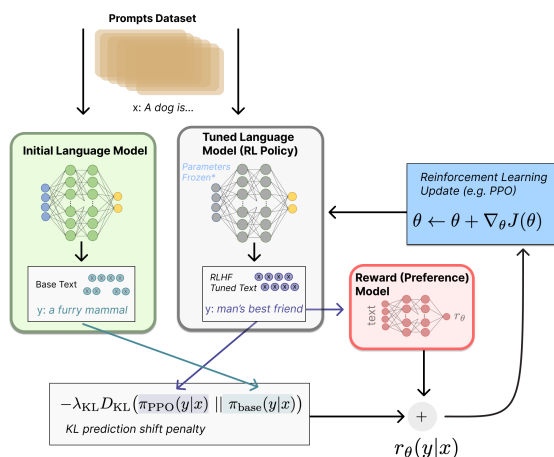 Prompts Dataset
x: A dog is...
Initial Language Model
Tuned Language
Model (RL Policy)
Parameters
Frozen*
Reinforcement Learning
Update (e.g. PPO)
θ ← θ + ∇θJ(θ)
Base Text
x x x x
x x x x
y: a furry mammal
RLHF
Tuned Text
x x x x
x x x x
y: man's best friend
Reward (Preference)
Model
text
rθ
−λKL DKL(πPPO(y|x) || πbase(y|x))
KL prediction shift penalty
+
rθ(y|x)